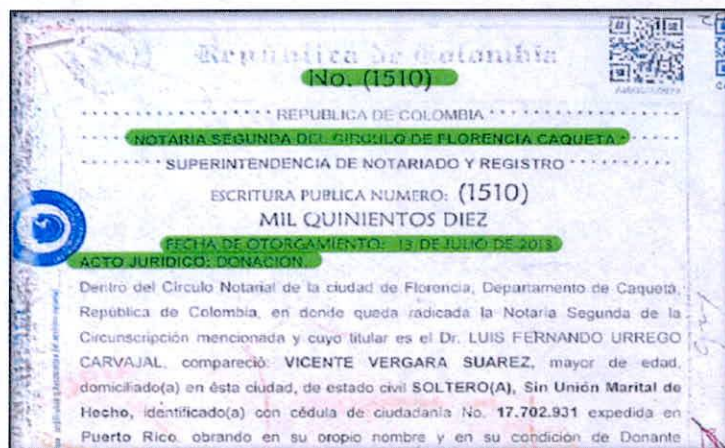 República de Colombia
No. (1510)
REPUBLICA DE COLOMBIA
NOTARIA SEGUNDA DEL CIRCULO DE FLORENCIA CAQUETA
SUPERINTENDENCIA DE NOTARIADO Y REGISTRO
ESCRITURA PUBLICA NUMERO: (1510)
MIL QUINIENTOS DIEZ
FECHA DE OTORGAMIENTO: 13 DE JULIO DE 2013
ACTO JURÍDICO: DONACION.
Dentro del Círculo Notarial de la ciudad de Florencia, Departamento de Caquetá,
República de Colombia, en donde queda radicada la Notaría Segunda de la
Circunscripción mencionada y cuyo titular es el Dr. LUIS FERNANDO URREGO
CARVAJAL, compareció: VICENTE VERGARA SUAREZ, mayor de edad,
domiciliado(a) en ésta ciudad, de estado civil SOLTERO(A), Sin Unión Marital de
Hecho, identificado(a) con cédula de ciudadanía No. 17.702.931 expedida en
Puerto Rico, obrando en su propio nombre y en su condición de Donante